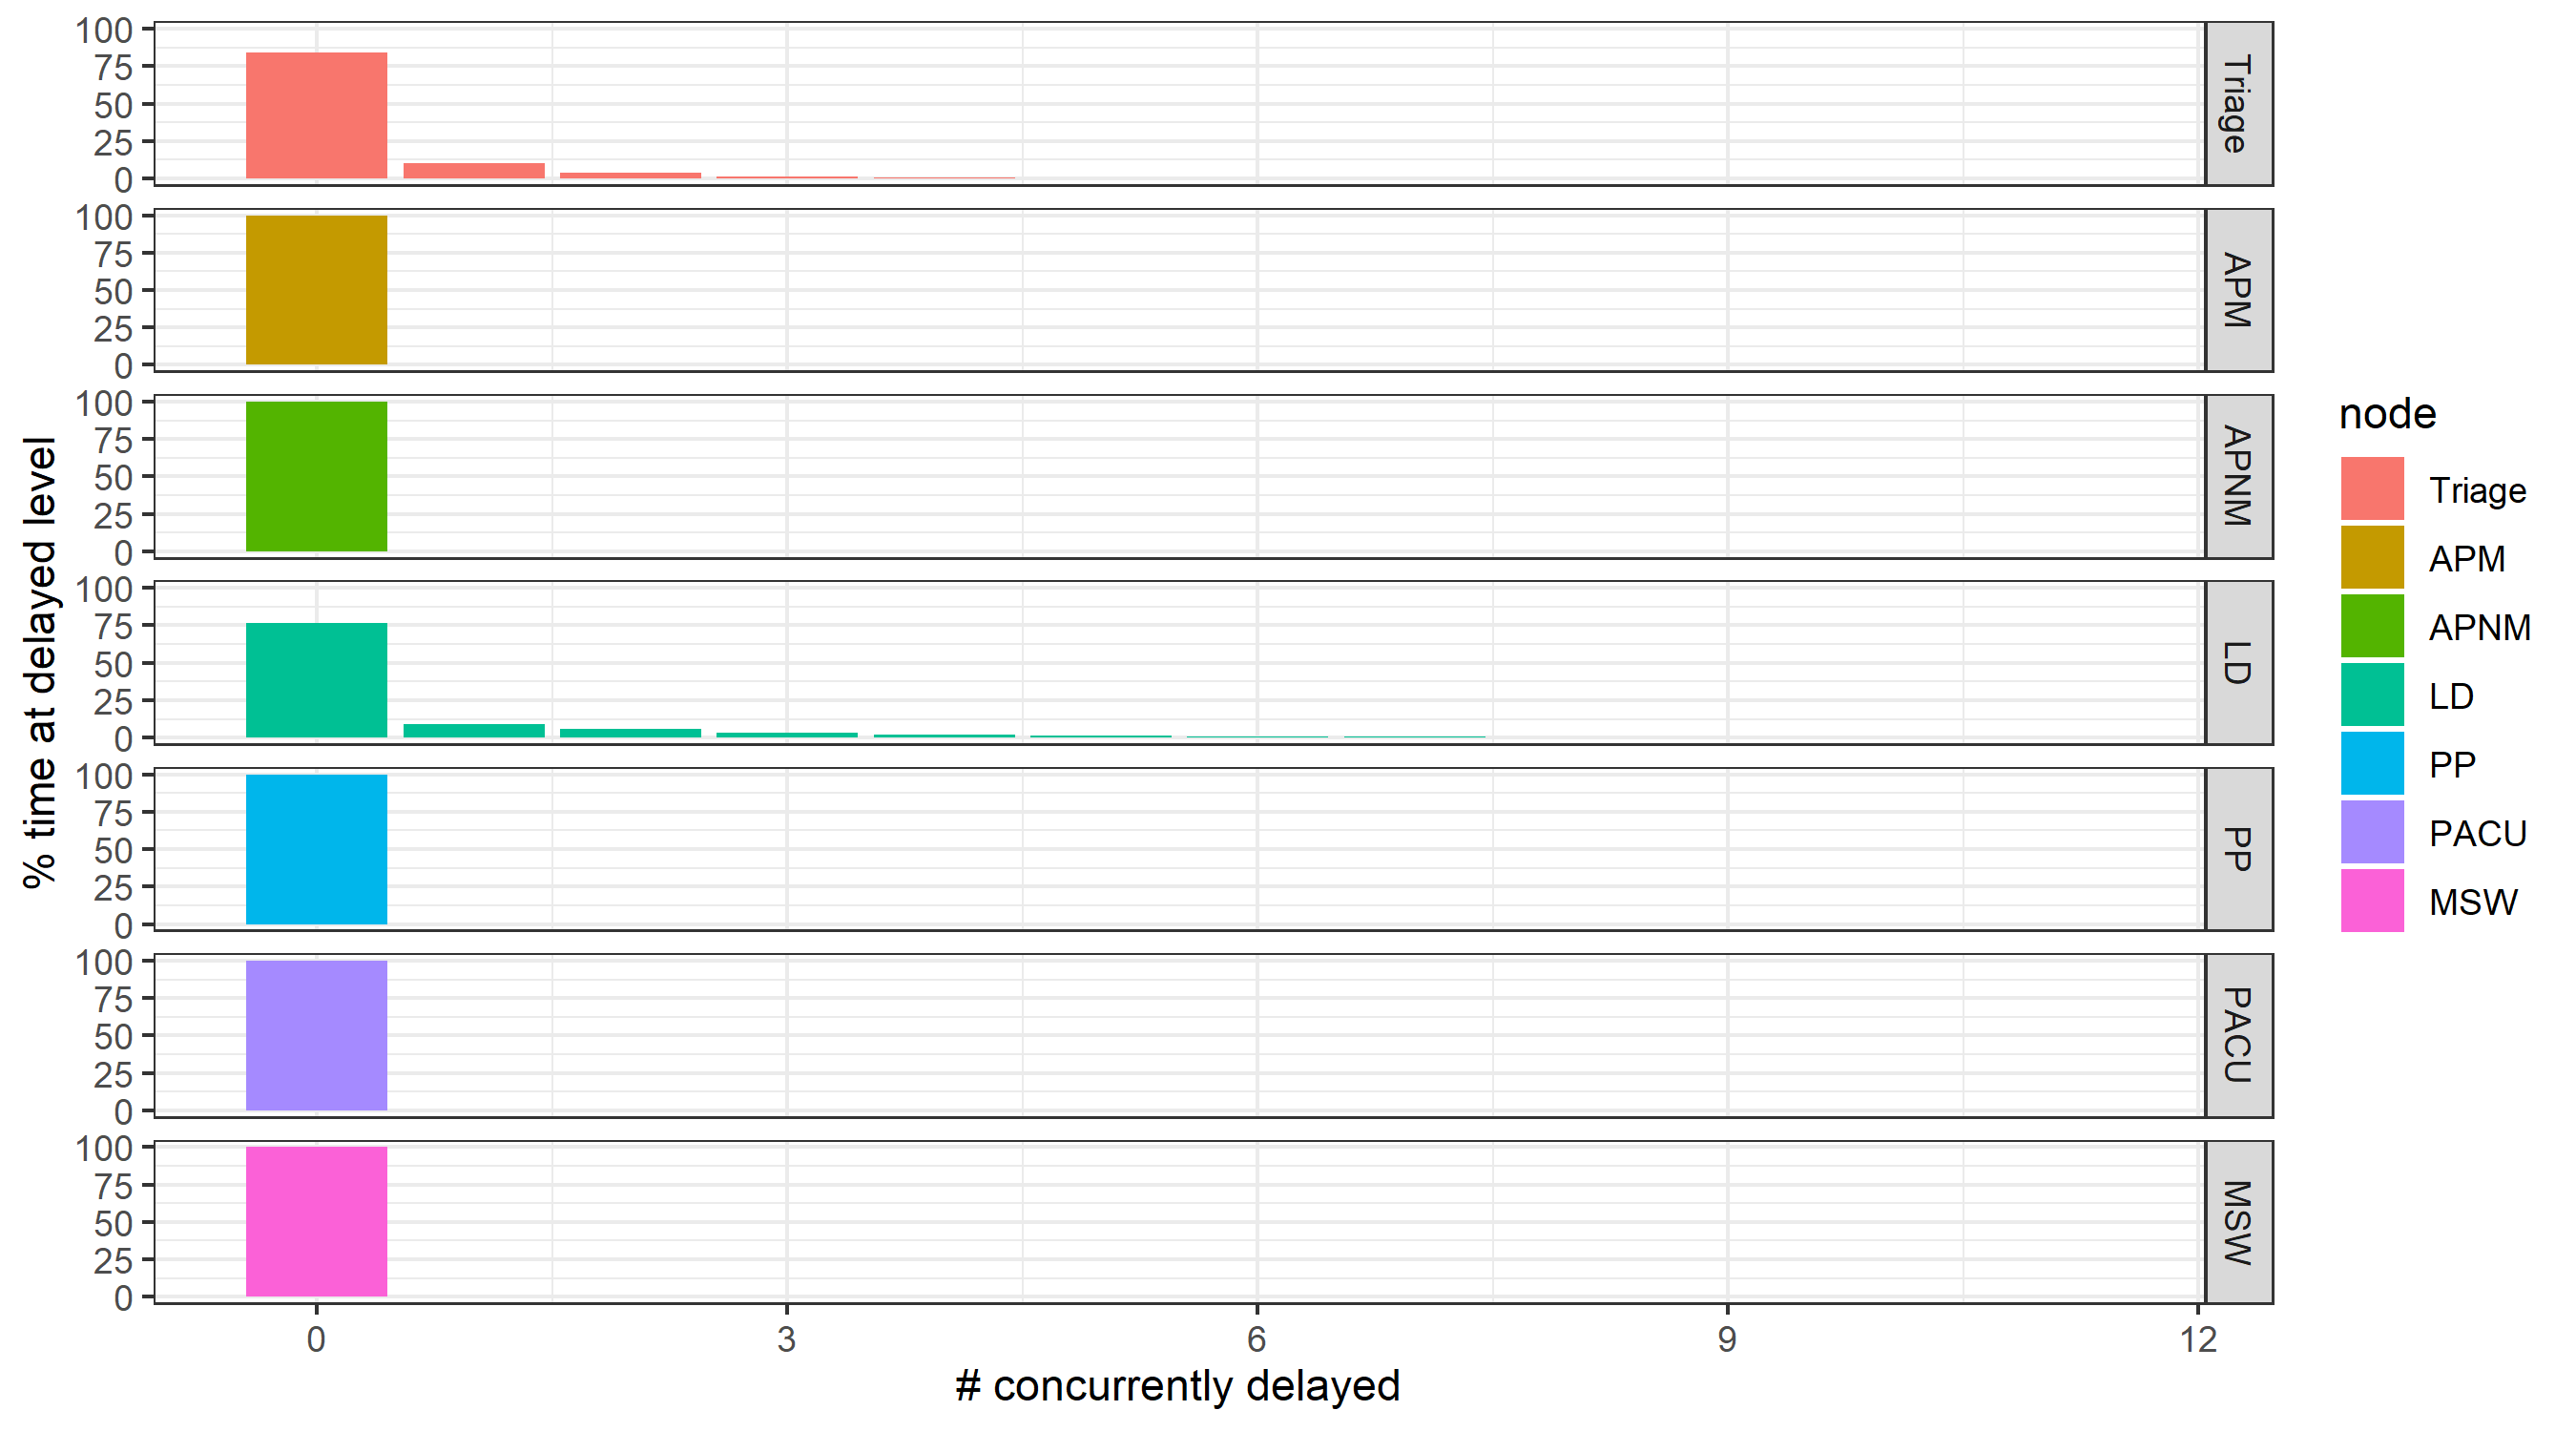 % time at delayed level
100
75
50
25
0
Triage
100
75
50
25
0
APM
100
75
50
25
0
APNM
100
75
50
25
0
LD
100
75
50
25
0
PP
100
75
50
25
0
PACU
100
75
50
25
0
MSW
0 3 6 9 12
# concurrently delayed
node
Triage
APM
APNM
LD
PP
PACU
MSW